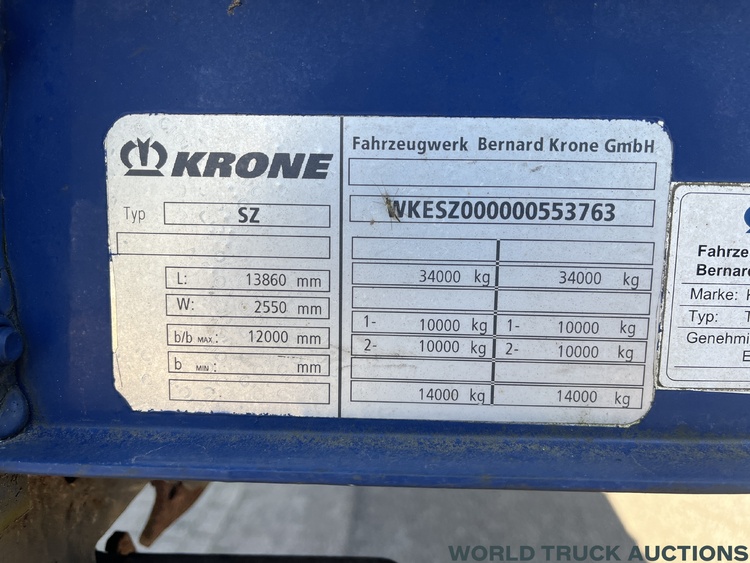 KRONE
Typ SZ
L: 13860 mm
W: 2550 mm
b/b MAX.: 12000 mm
b MIN.: mm
Fahrzeugwerk Bernard Krone GmbH
WKESZ000000553763
34000 kg 34000 kg
1- 10000 kg 1- 10000 kg
2- 10000 kg 2- 10000 kg
14000 kg 14000 kg
Fahrze
Bernard
Marke: K
Typ: T
Genehmi
E
WORLD TRUCK AUCTIONS